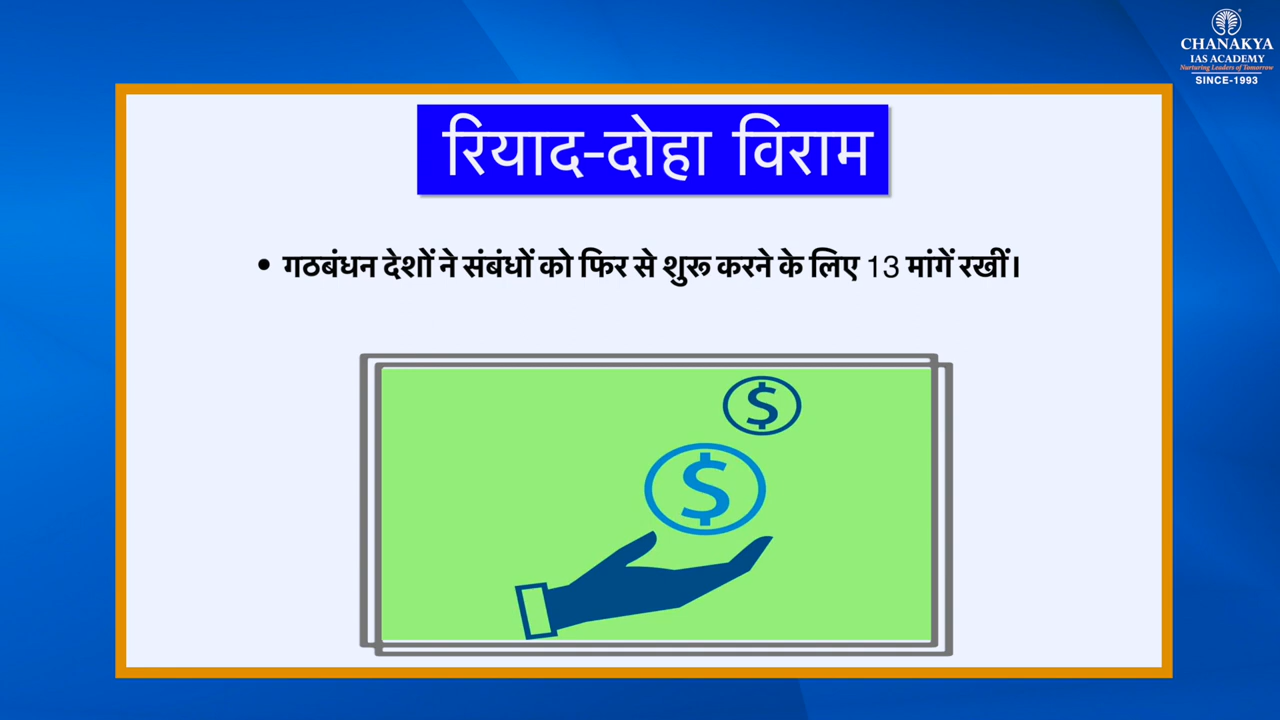 CHANAKYA
IAS ACADEMY
Nurturing Leaders of Tomorrow
SINCE-1993
रियाद-दोहा विराम
• गठबंधन देशों ने संबंधों को फिर से शुरू करने के लिए 13 मांगें रखीं।
$
$